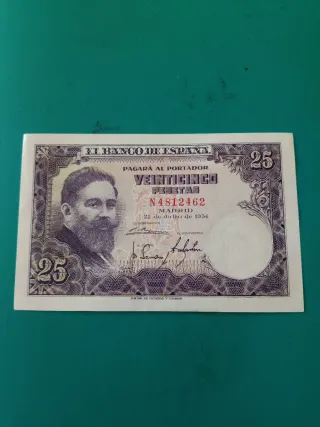 EL BANCO DE ESPAÑA
PAGARÁ AL PORTADOR
25
VEINTICINCO
PESETAS
N4812462
MADRID
22 de Julio de 1954
25